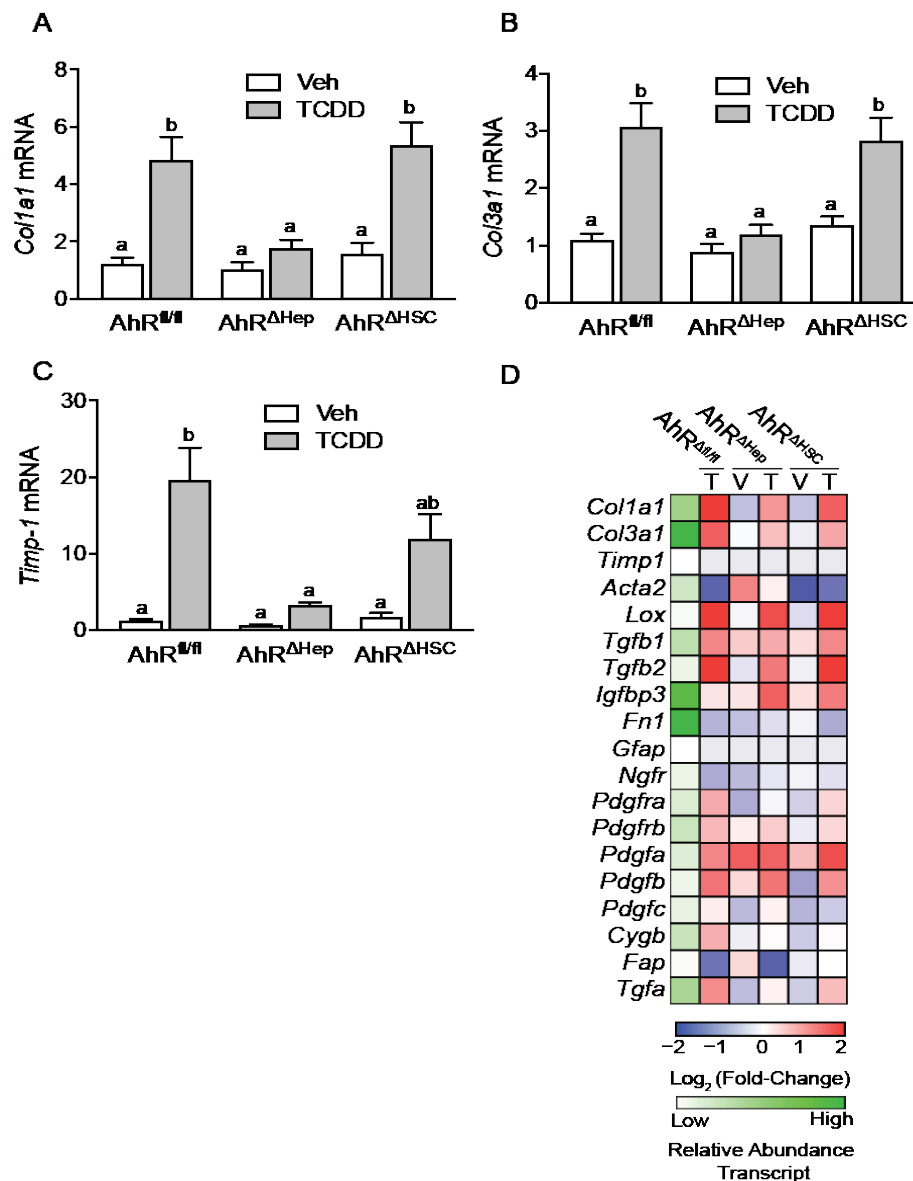 A
8
6
4
2
0
Col1a1 mRNA
Veh
TCDD
a
b
a
a
a
b
AhRfl/fl
AhRΔHep
AhRΔHSC
B
4
3
2
1
0
Col3a1 mRNA
Veh
TCDD
a
b
a
a
a
b
AhRfl/fl
AhRΔHep
AhRΔHSC
C
30
20
10
0
Timp-1 mRNA
Veh
TCDD
a
b
a
a
a
ab
AhRfl/fl
AhRΔHep
AhRΔHSC
D
AhRΔfl/fl
AhRΔHep
AhRΔHSC
T V T V T
Col1a1
Col3a1
Timp1
Acta2
Lox
Tgfb1
Tgfb2
Igfbp3
Fn1
Gfap
Ngfr
Pdgfra
Pdgfrb
Pdgfa
Pdgfb
Pdgfc
Cygb
Fap
Tgfa
−2 −1 0 1 2
Log2 (Fold-Change)
Low High
Relative Abundance
Transcript